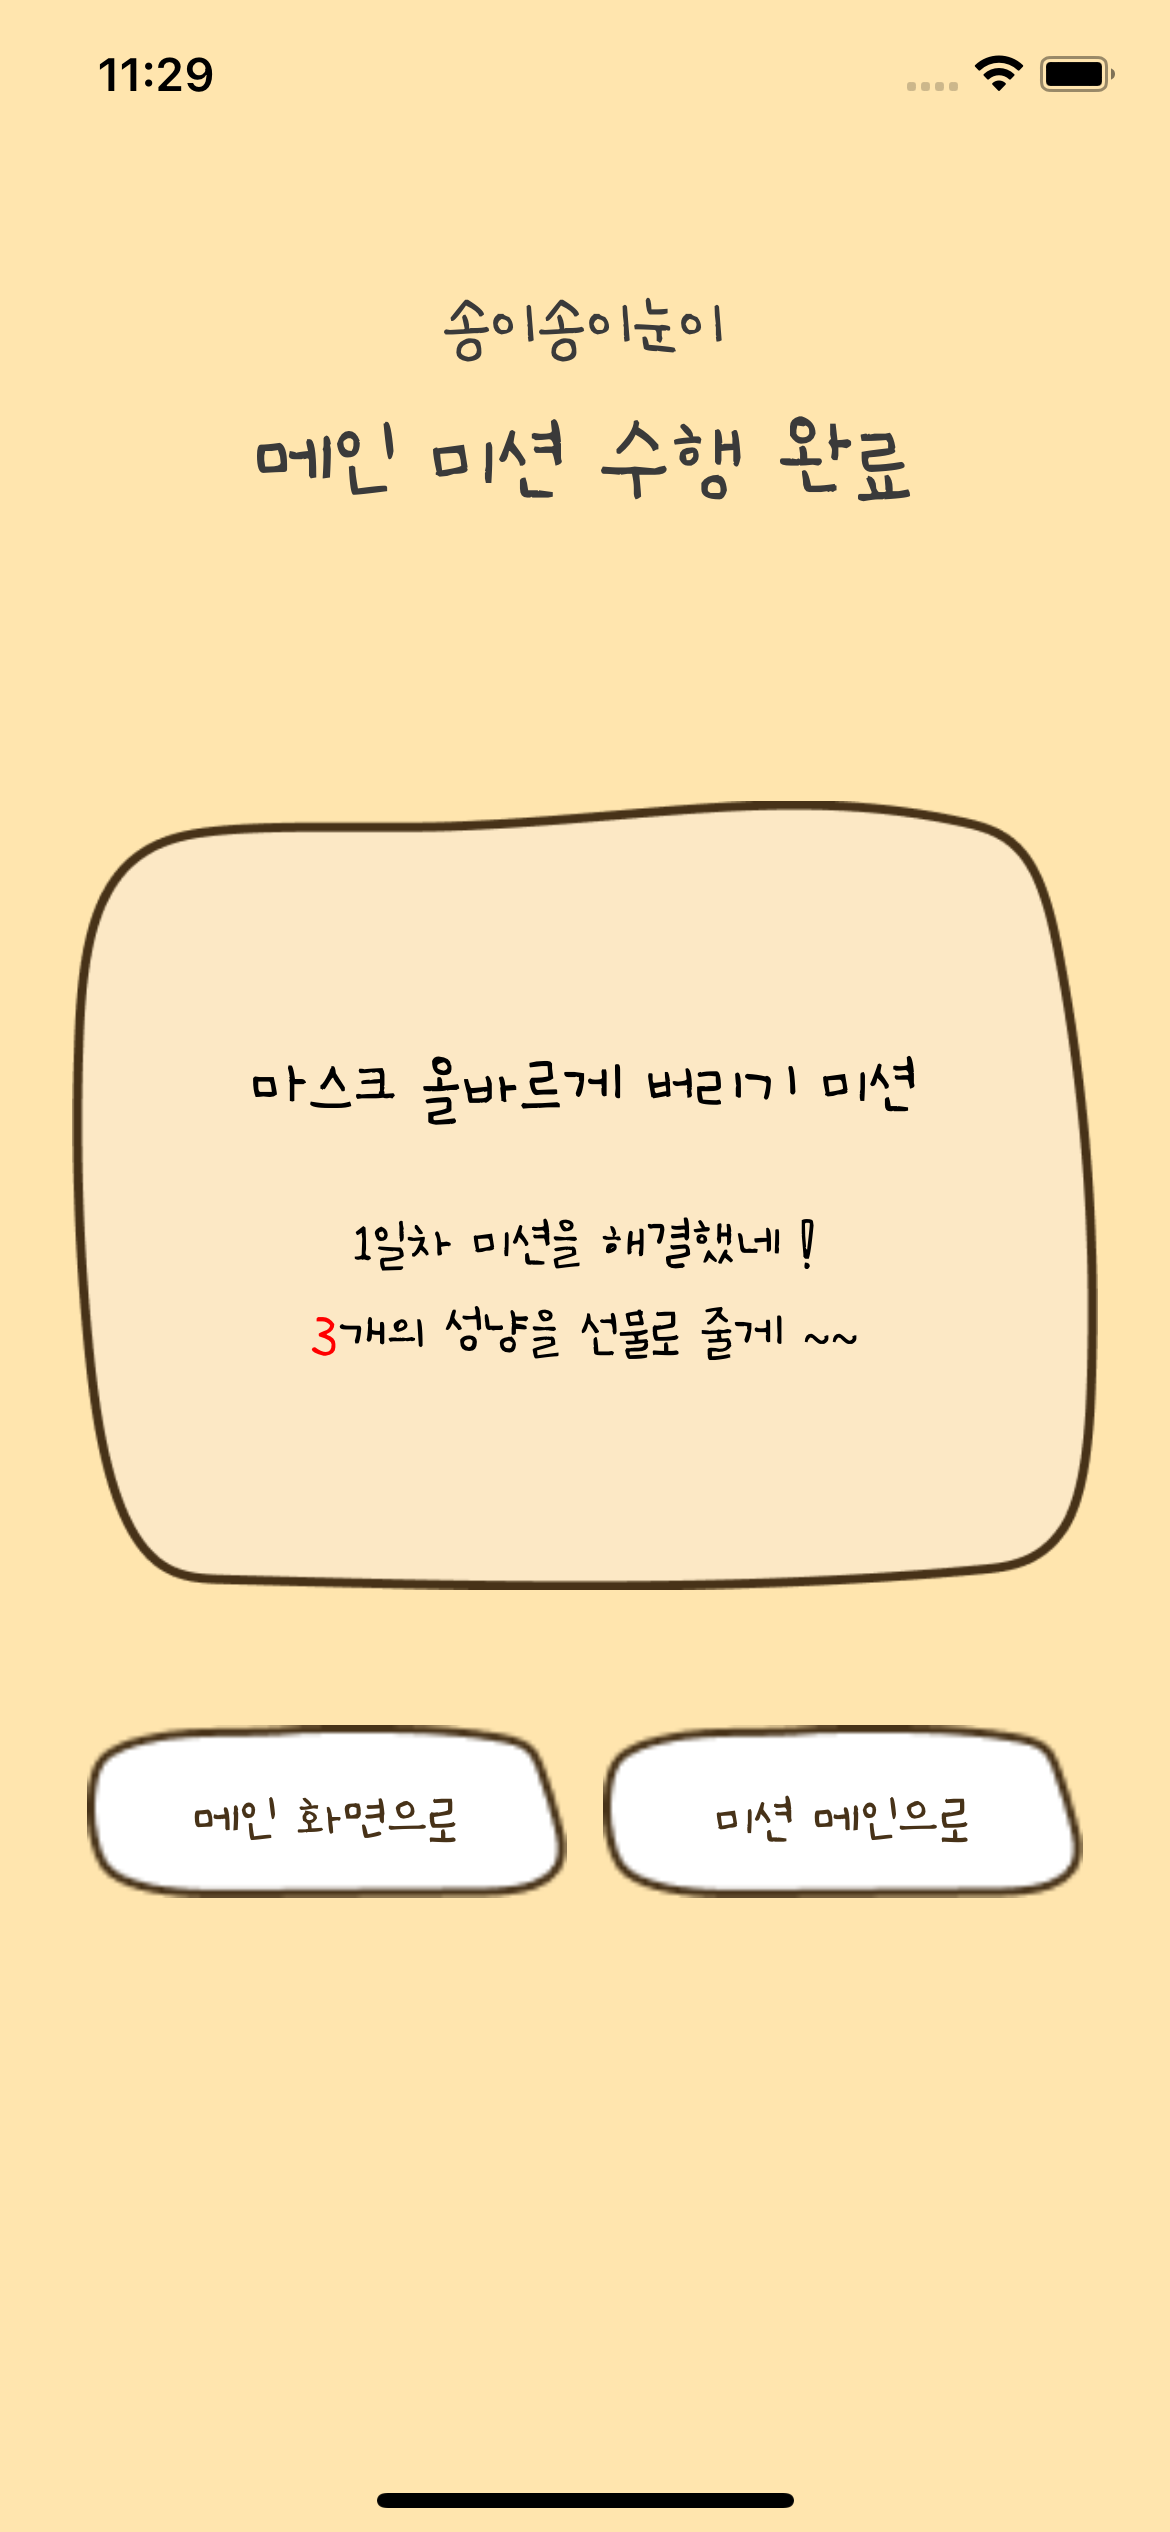 11:29
송이송이눈이
메인 미션 수행 완료
마스크 올바르게 버리기 미션
1일차 미션을 해결했네 !
3개의 성냥을 선물로 줄게 ~~
메인 화면으로
미션 메인으로